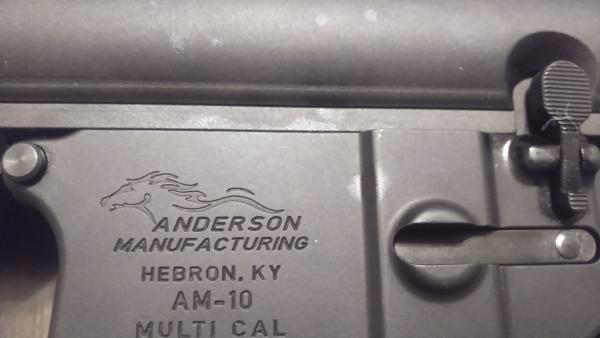 ANDERSON
MANUFACTURING
HEBRON, KY
AM-10
MULTI CAL